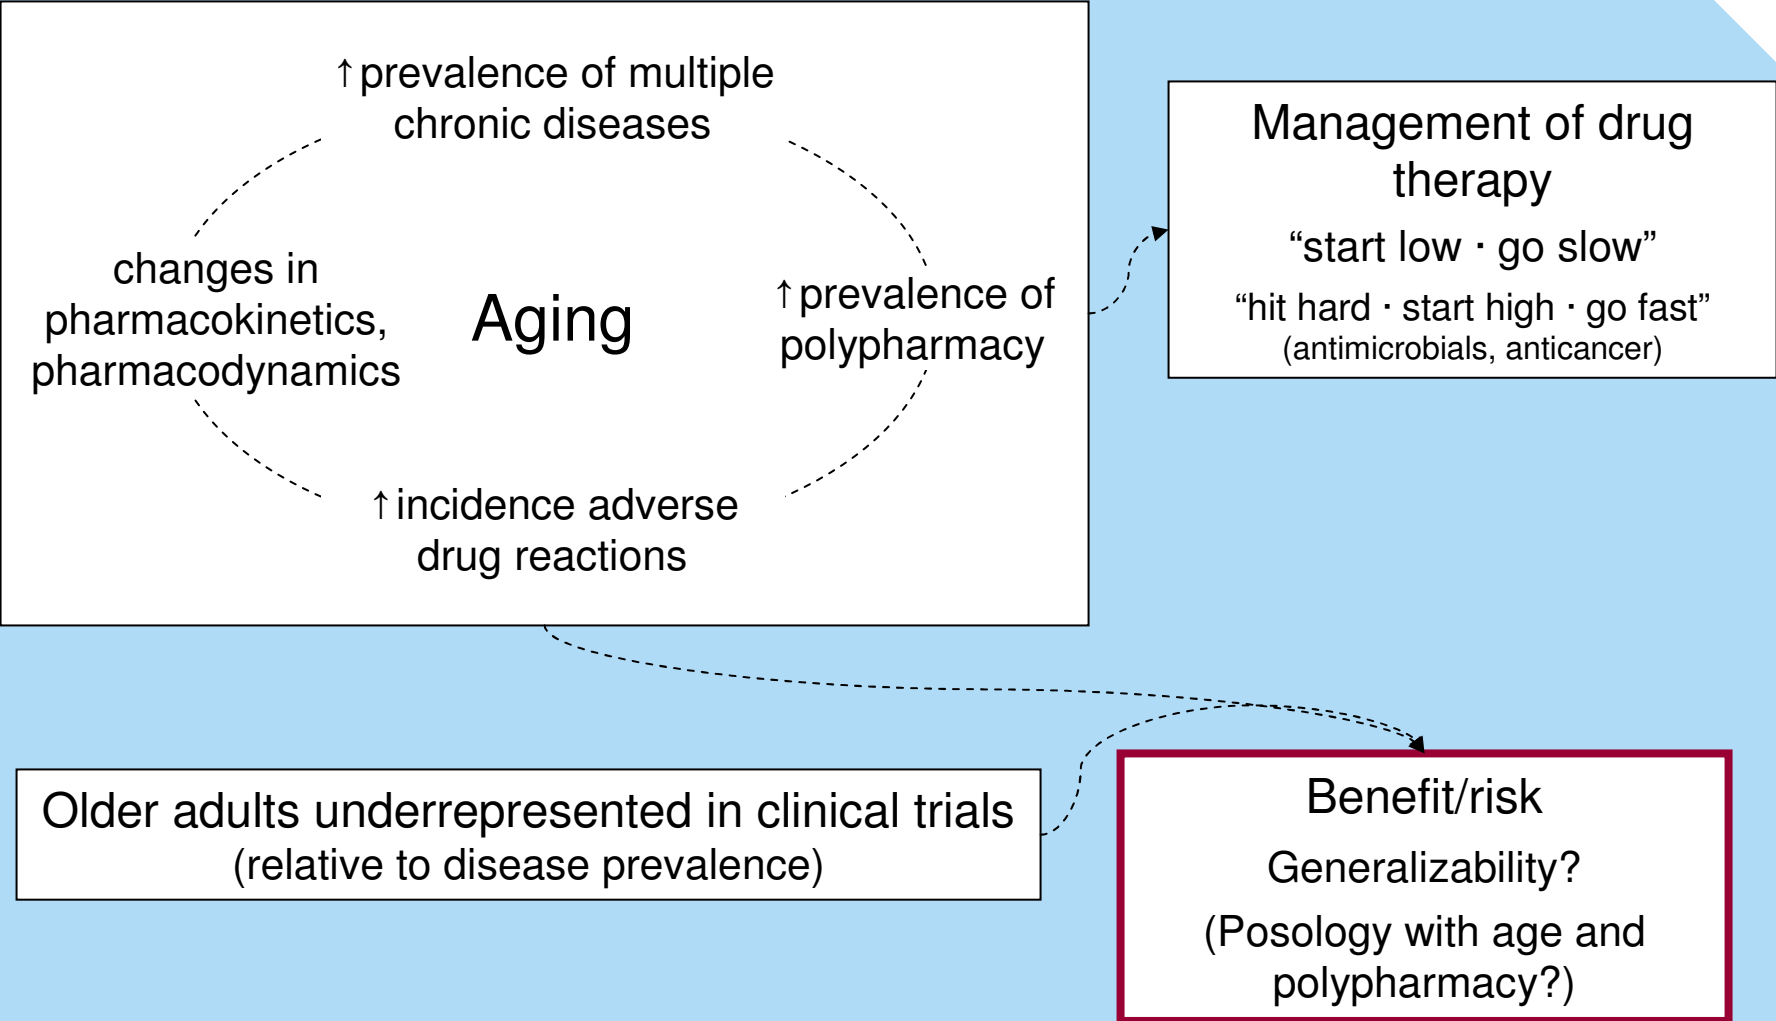 ↑prevalence of multiple
chronic diseases
changes in
pharmacokinetics,
pharmacodynamics
Aging
↑prevalence of
polypharmacy
↑incidence adverse
drug reactions
Management of drug
therapy
“start low · go slow”
“hit hard · start high · go fast”
(antimicrobials, anticancer)
Older adults underrepresented in clinical trials
(relative to disease prevalence)
Benefit/risk
Generalizability?
(Posology with age and
polypharmacy?)